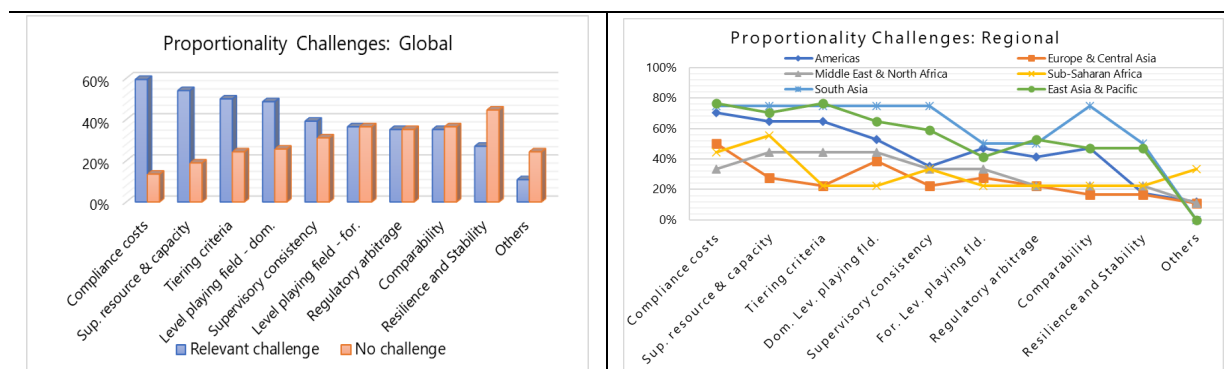 Proportionality Challenges: Global
60%
40%
20%
0%
Compliance costs
Sup. resource & capacity
Tiering criteria
Level playing field - dom.
Supervisory consistency
Level playing field - for.
Regulatory arbitrage
Comparability
Resilience and Stability
Others
Relevant challenge
No challenge
Proportionality Challenges: Regional
Americas
Europe & Central Asia
Middle East & North Africa
Sub-Saharan Africa
South Asia
East Asia & Pacific
100%
80%
60%
40%
20%
0%
Compliance costs
Sup. resource & capacity
Tiering criteria
Dom. Lev. playing fld.
Supervisory consistency
For. Lev. playing fld.
Regulatory arbitrage
Comparability
Resilience and Stability
Others